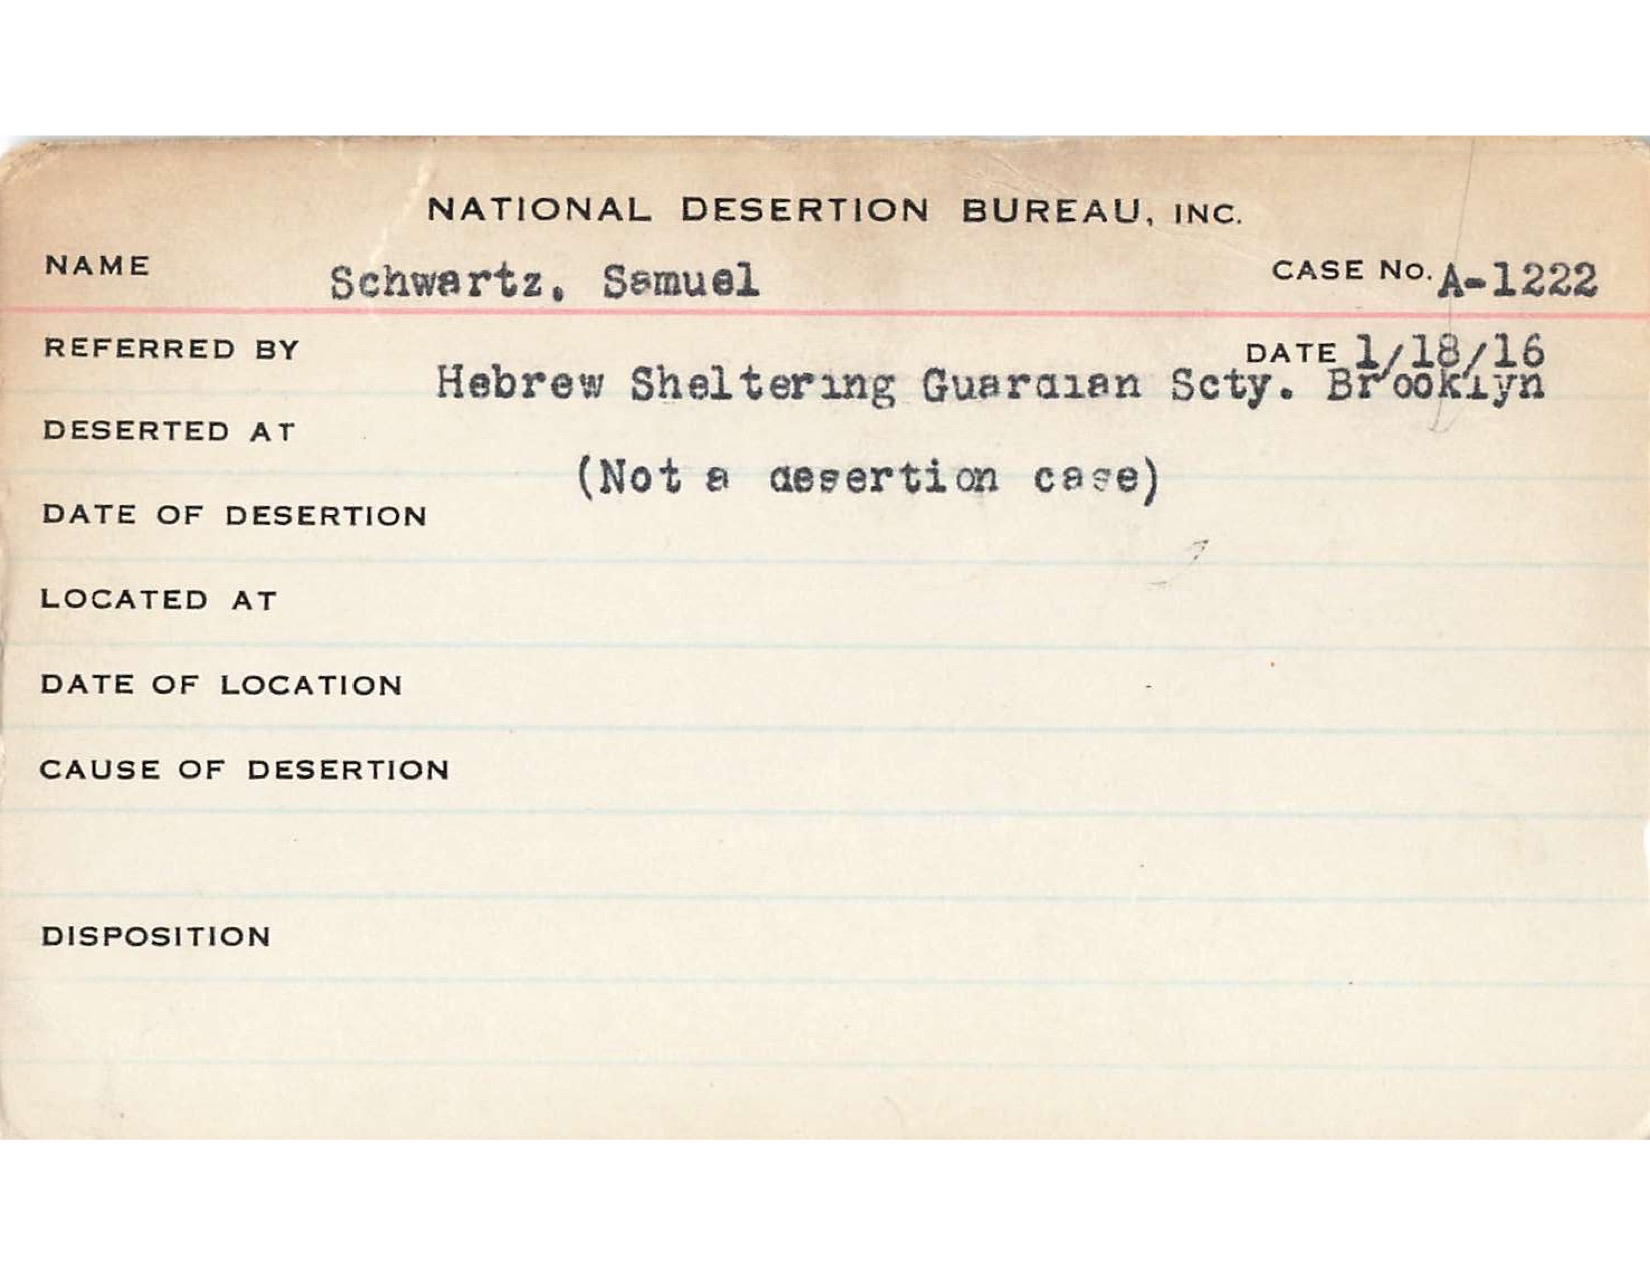 NATIONAL DESERTION BUREAU, INC.
NAME Schwartz, Samuel CASE No. A-1222
REFERRED BY DATE 1/18/16
Hebrew Sheltering Guardian Scty. Brooklyn
DESERTED AT
(Not a desertion case)
DATE OF DESERTION
LOCATED AT
DATE OF LOCATION
CAUSE OF DESERTION
DISPOSITION